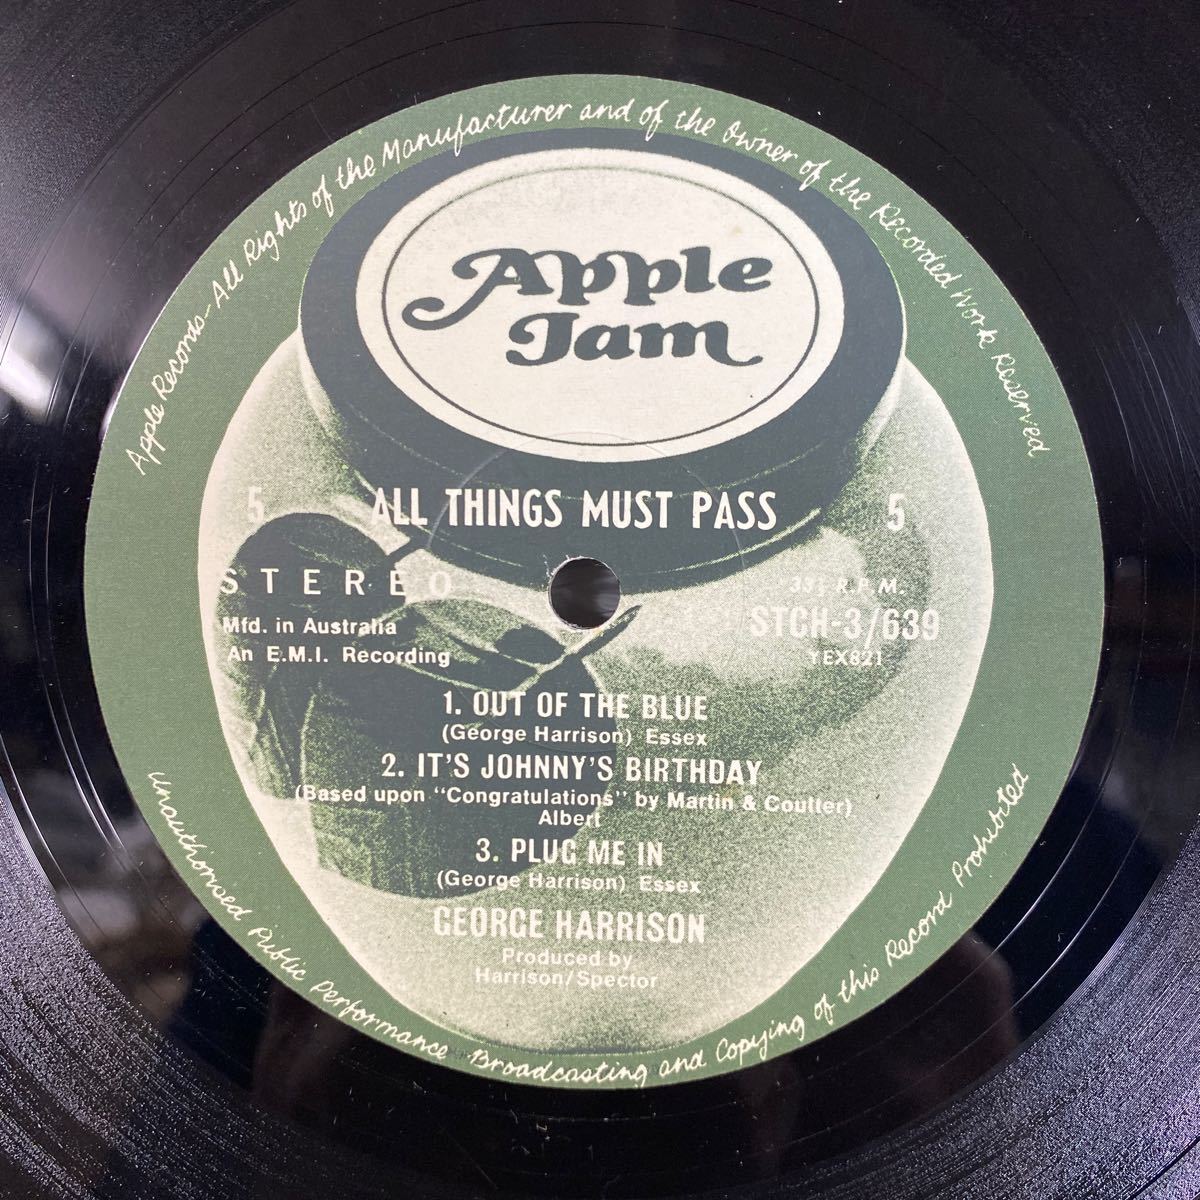 Apple Records-All Rights of the Manufacturer and of the Owner of the Recorded Work Reserved
Apple
Jam
5 ALL THINGS MUST PASS 5
STEREO
Mfd. in Australia
An E.M.I. Recording
33⅓ R.P.M.
STCH-3/639
YEX821
1. OUT OF THE BLUE
(George Harrison) Essex
2. IT'S JOHNNY'S BIRTHDAY
(Based upon "Congratulations" by Martin & Coulter)
Albert
3. PLUG ME IN
(George Harrison) Essex
GEORGE HARRISON
Produced by
Harrison/Spector
Unauthorised Public Performance Broadcasting and Copying of this Record Prohibited